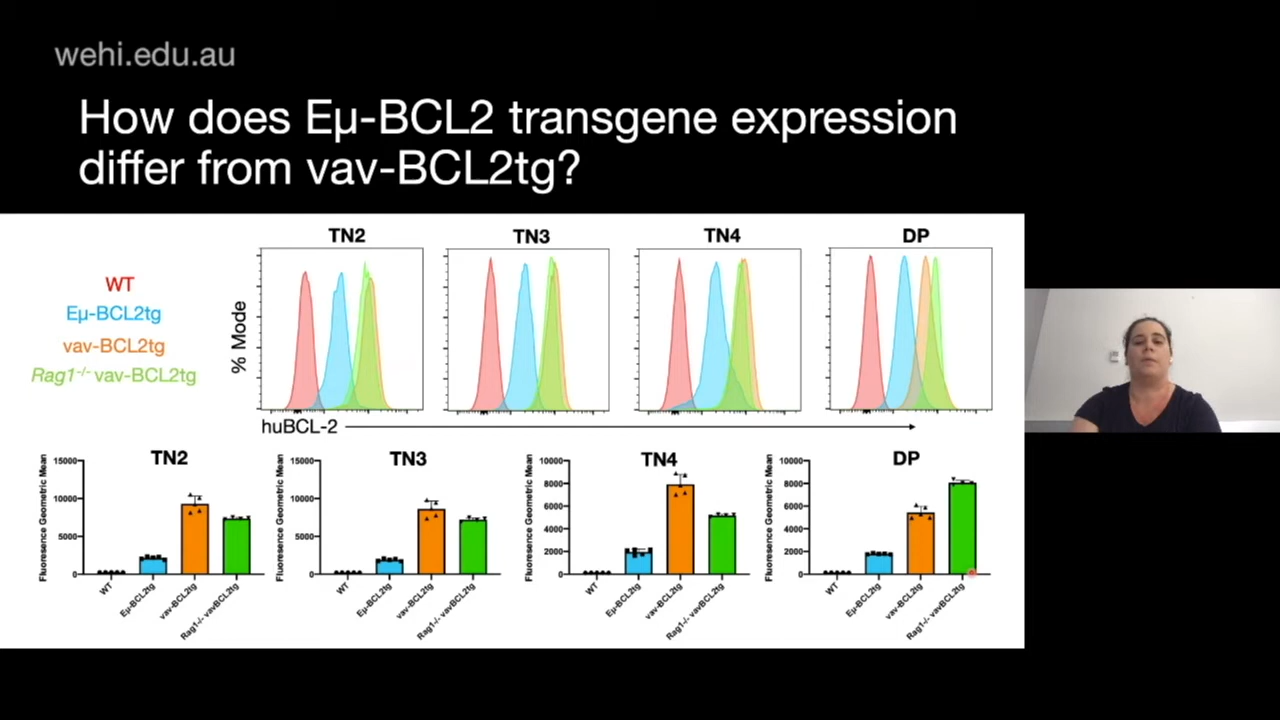 wehi.edu.au
How does Eμ-BCL2 transgene expression
differ from vav-BCL2tg?
TN2 TN3 TN4 DP
WT
Eμ-BCL2tg
vav-BCL2tg
Rag1-/- vav-BCL2tg
% Mode
huBCL-2
TN2
Fluoresence Geometric Mean
15000
10000
5000
0
WT
Eμ-BCL2tg
vav-BCL2tg
Rag1-/- vavBCL2tg
TN3
Fluoresence Geometric Mean
15000
10000
5000
0
WT
Eμ-BCL2tg
vav-BCL2tg
Rag1-/- vavBCL2tg
TN4
Fluoresence Geometric Mean
10000
8000
6000
4000
2000
0
WT
Eμ-BCL2tg
vav-BCL2tg
Rag1-/- vavBCL2tg
DP
Fluoresence Geometric Mean
10000
8000
6000
4000
2000
0
WT
Eμ-BCL2tg
vav-BCL2tg
Rag1-/- vavBCL2tg